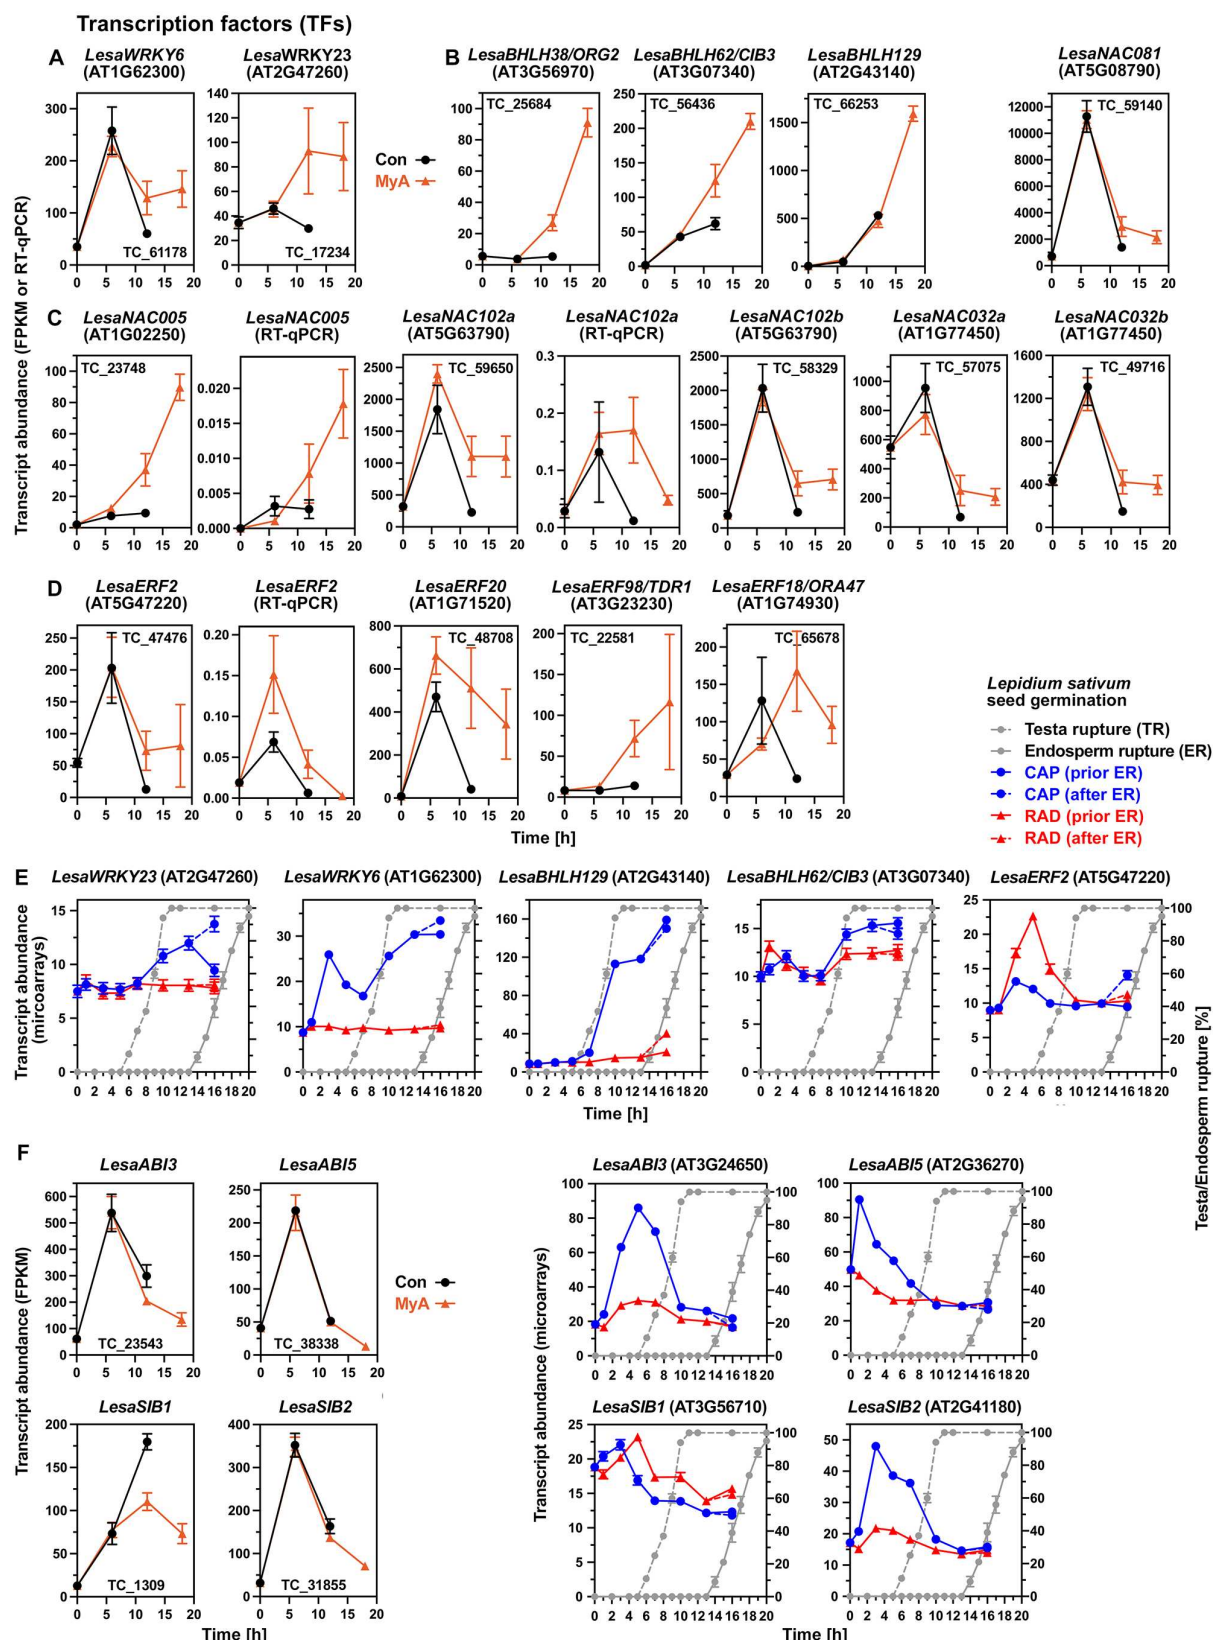 Transcription factors (TFs)
A
LesaWRKY6
(AT1G62300)
LesaWRKY23
(AT2G47260)
B
LesaBHLH38/ORG2
(AT3G56970)
LesaBHLH62/CIB3
(AT3G07340)
LesaBHLH129
(AT2G43140)
LesaNAC081
(AT5G08790)
TC_61178
TC_17234
Con
MyA
TC_25684
TC_56436
TC_66253
TC_59140
Transcript abundance (FPKM or RT-qPCR)
C
LesaNAC005
(AT1G02250)
LesaNAC005
(RT-qPCR)
LesaNAC102a
(AT5G63790)
LesaNAC102a
(RT-qPCR)
LesaNAC102b
(AT5G63790)
LesaNAC032a
(AT1G77450)
LesaNAC032b
(AT1G77450)
TC_23748
TC_59650
TC_58329
TC_57075
TC_49716
D
LesaERF2
(AT5G47220)
LesaERF2
(RT-qPCR)
LesaERF20
(AT1G71520)
LesaERF98/TDR1
(AT3G23230)
LesaERF18/ORA47
(AT1G74930)
TC_47476
TC_48708
TC_22581
TC_65678
Time [h]
Lepidium sativum
seed germination
Testa rupture (TR)
Endosperm rupture (ER)
CAP (prior ER)
CAP (after ER)
RAD (prior ER)
RAD (after ER)
E
LesaWRKY23 (AT2G47260)
LesaWRKY6 (AT1G62300)
LesaBHLH129 (AT2G43140)
LesaBHLH62/CIB3 (AT3G07340)
LesaERF2 (AT5G47220)
Transcript abundance
(mircoarrays)
Testa/Endosperm rupture [%]
Time [h]
F
LesaABI3
LesaABI5
LesaABI3 (AT3G24650)
LesaABI5 (AT2G36270)
TC_23543
TC_38338
Con
MyA
Transcript abundance (FPKM)
Transcript abundance (microarrays)
LesaSIB1
LesaSIB2
LesaSIB1 (AT3G56710)
LesaSIB2 (AT2G41180)
TC_1309
TC_31855
Time [h]
Time [h]